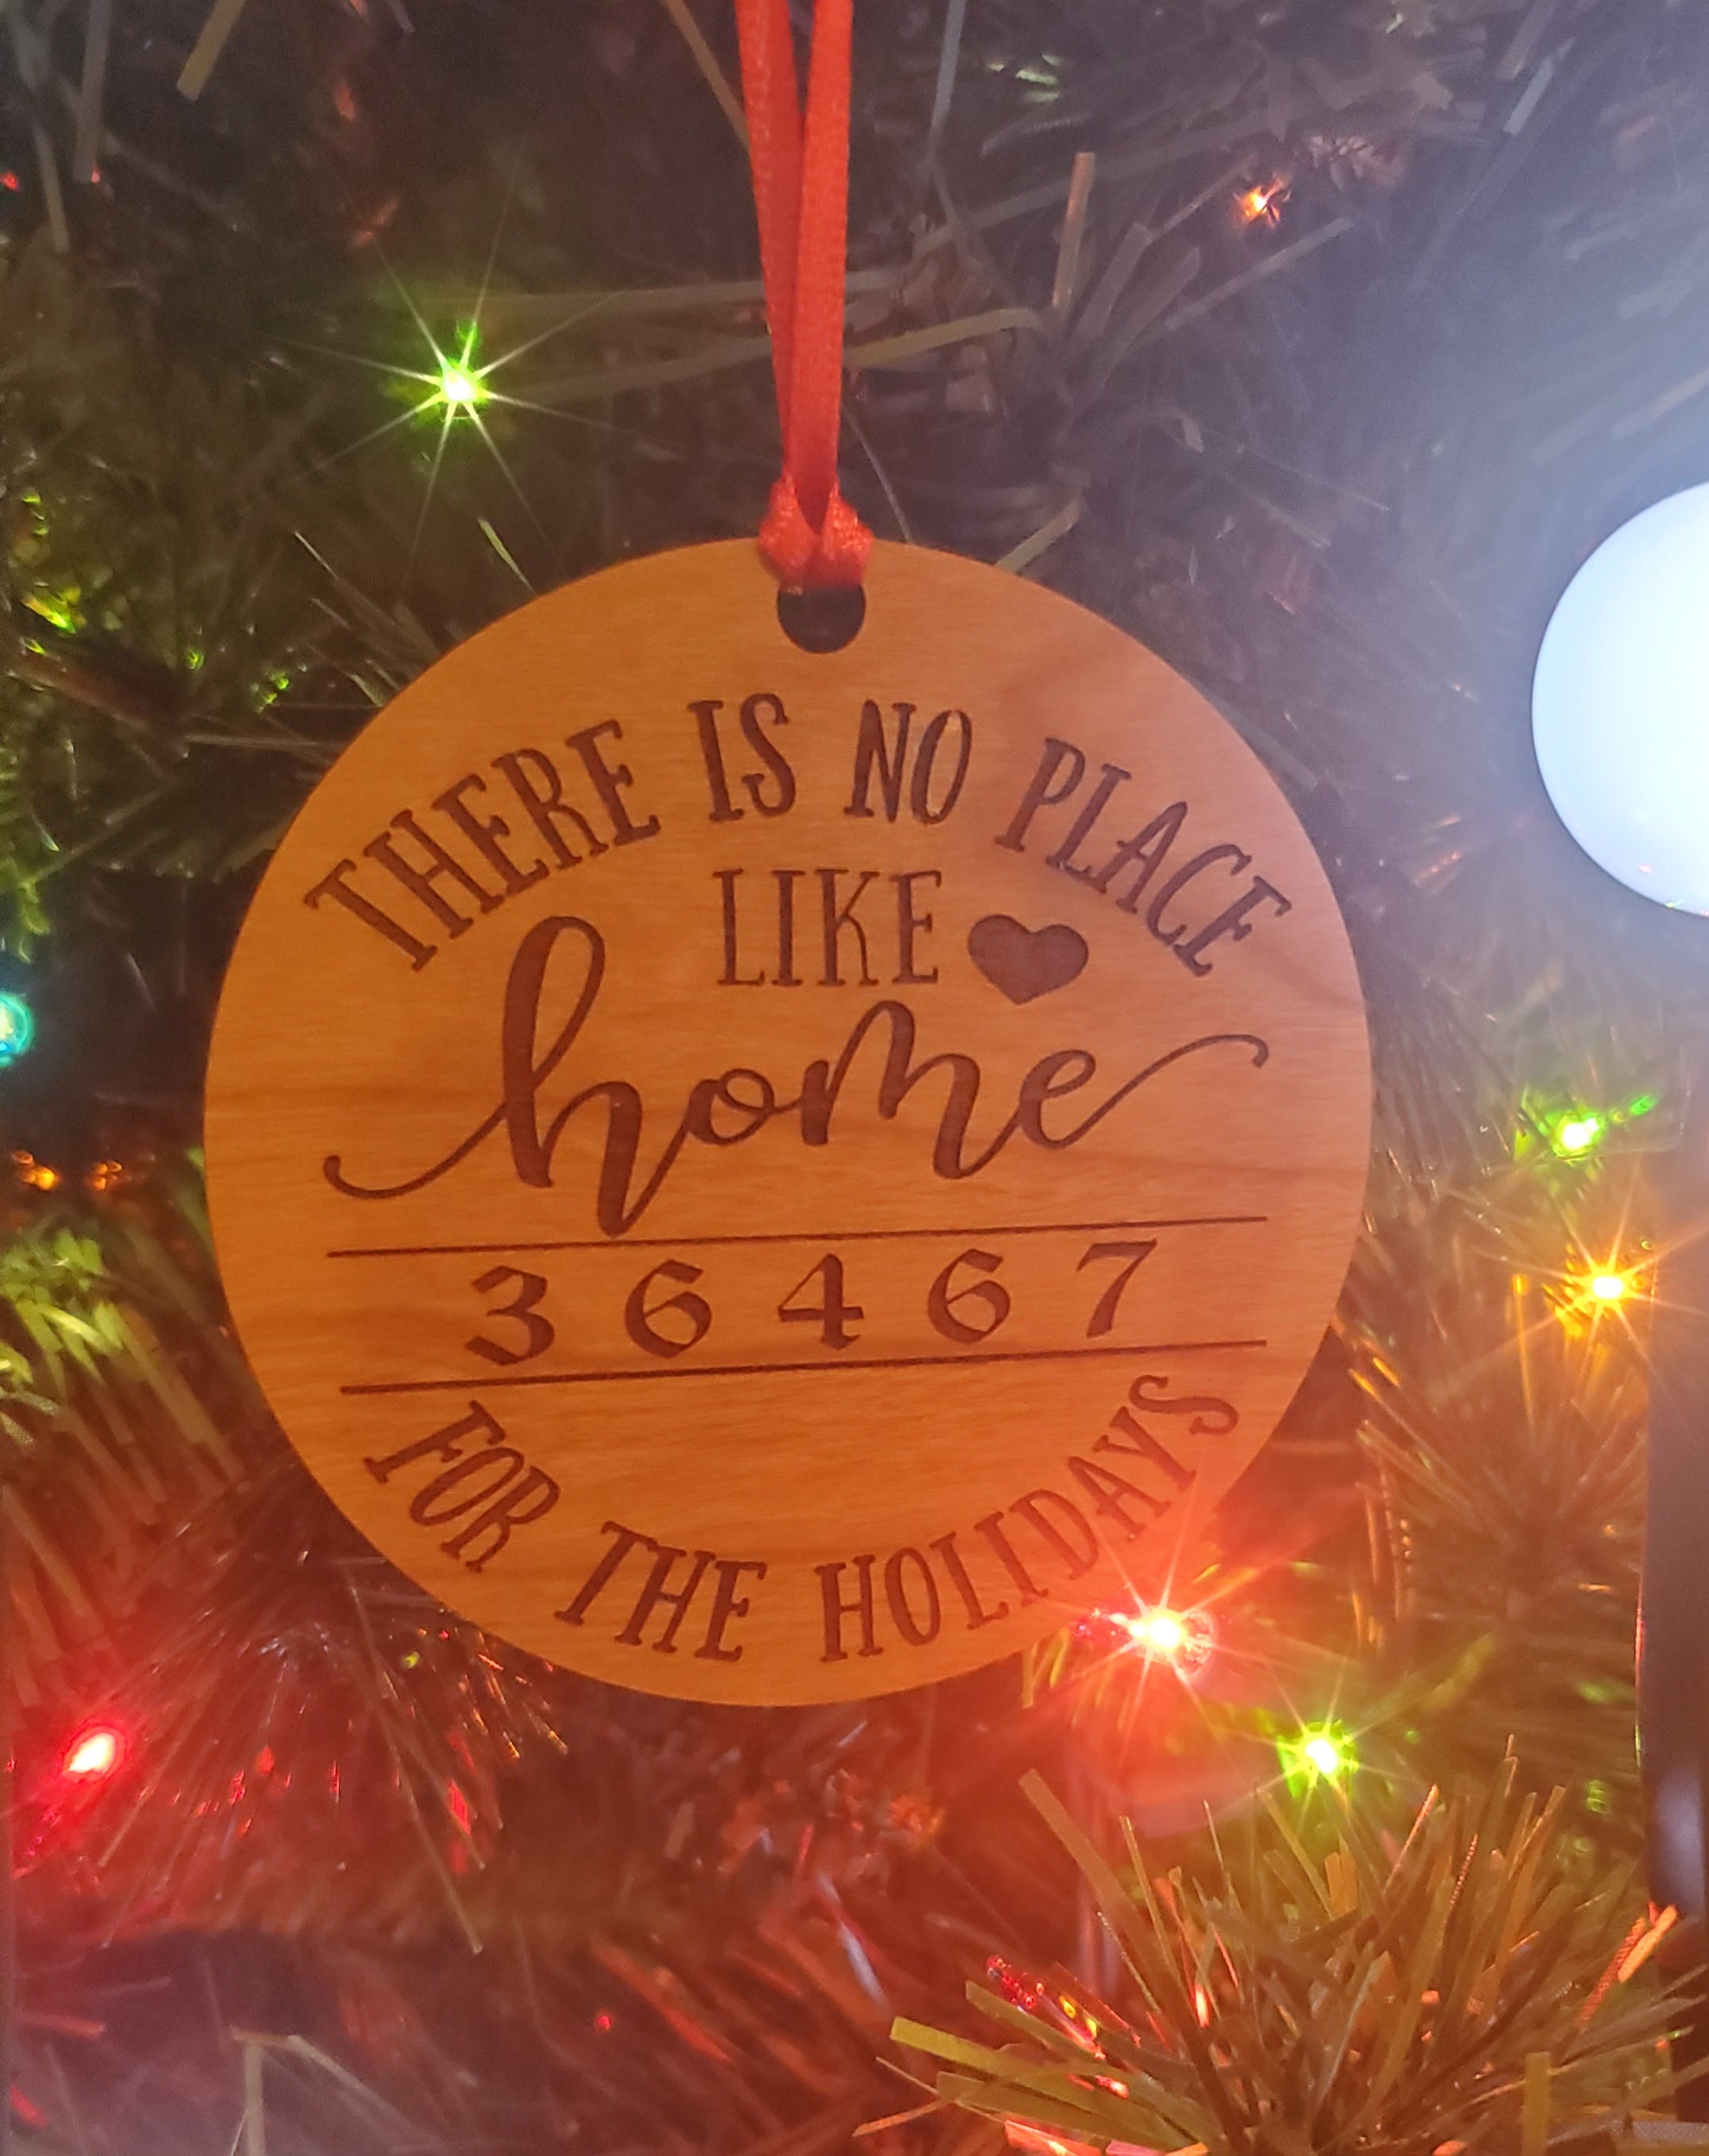 THERE IS NO PLACE
LIKE
home
36467
FOR THE HOLIDAYS